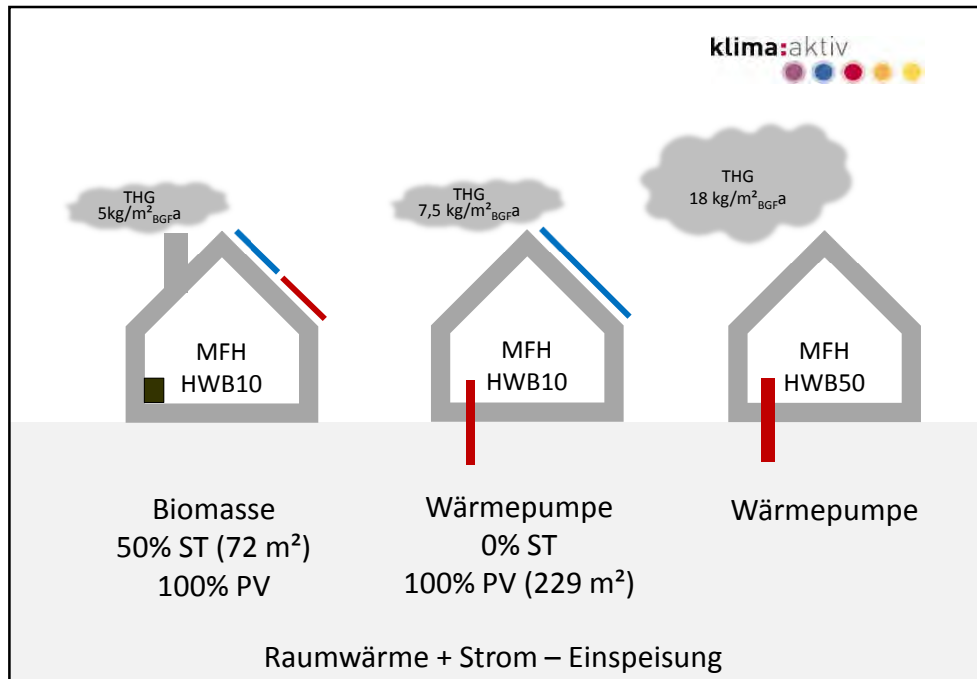 klima:aktiv
THG
5kg/m²BGFa
THG
7,5 kg/m²BGFa
THG
18 kg/m²BGFa
MFH
HWB10
MFH
HWB10
MFH
HWB50
Biomasse
50% ST (72 m²)
100% PV
Wärmepumpe
0% ST
100% PV (229 m²)
Wärmepumpe
Raumwärme + Strom – Einspeisung